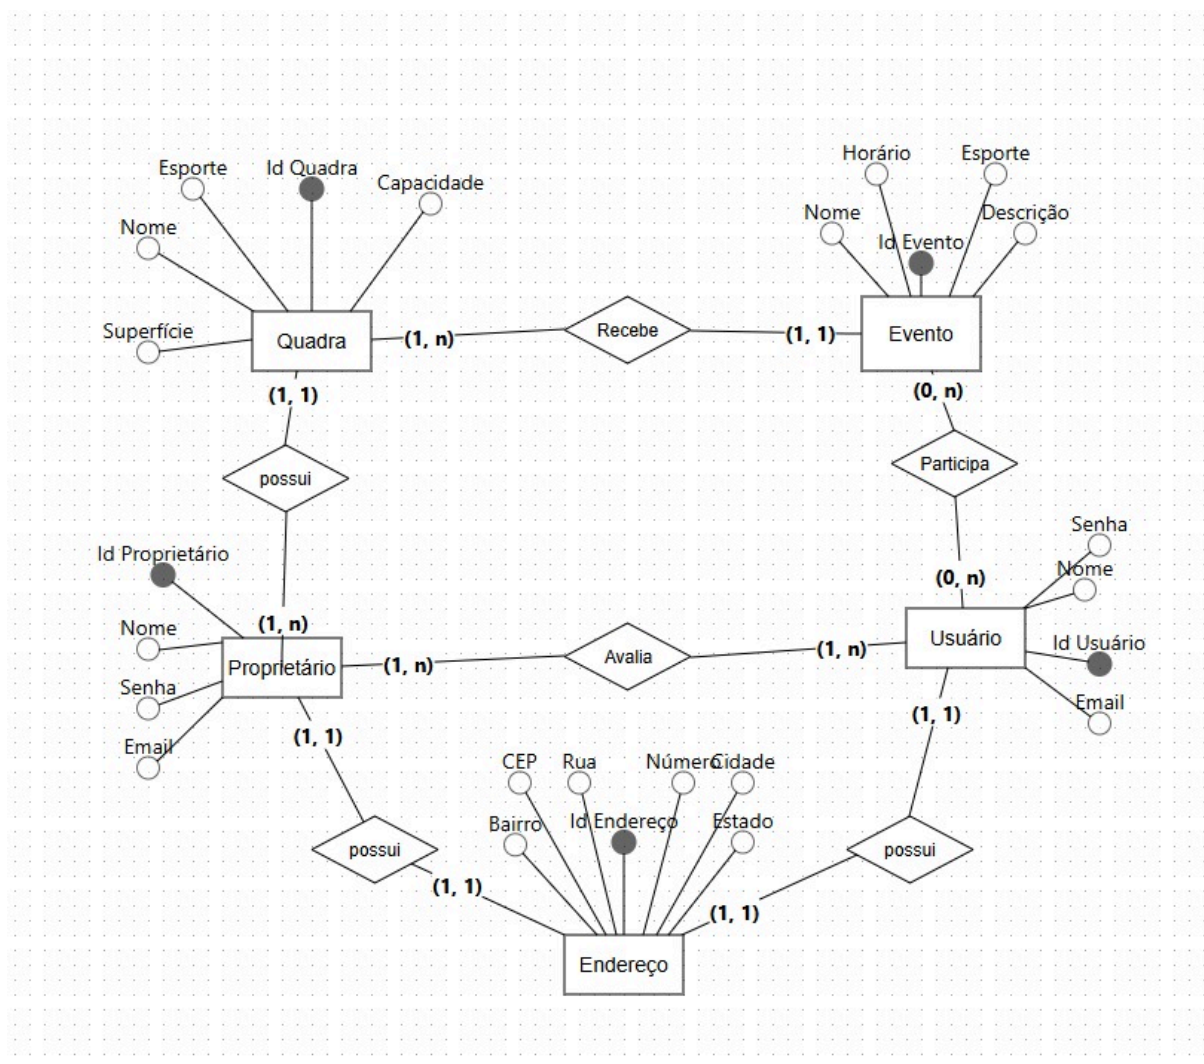 Horário
Esporte
Esporte
Id Quadra
Capacidade
Nome
Descrição
Nome
Id Evento
Superfície
Quadra
(1, n)
Recebe
(1, 1)
Evento
(1, 1)
(0, n)
possui
Participa
Senha
Id Proprietário
Nome
(0, n)
(1, n)
Nome
Proprietário
(1, n)
Avalia
(1, n)
Usuário
Id Usuário
Senha
Email
Email
(1, 1)
(1, 1)
CEP
Rua
Número
Cidade
Bairro
Id Endereço
Estado
possui
possui
(1, 1)
(1, 1)
Endereço